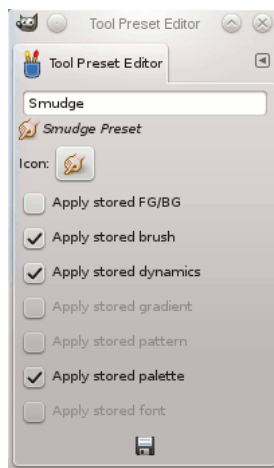 Tool Preset Editor
Tool Preset Editor
Smudge
Smudge Preset
Icon:
Apply stored FG/BG
Apply stored brush
Apply stored dynamics
Apply stored gradient
Apply stored pattern
Apply stored palette
Apply stored font